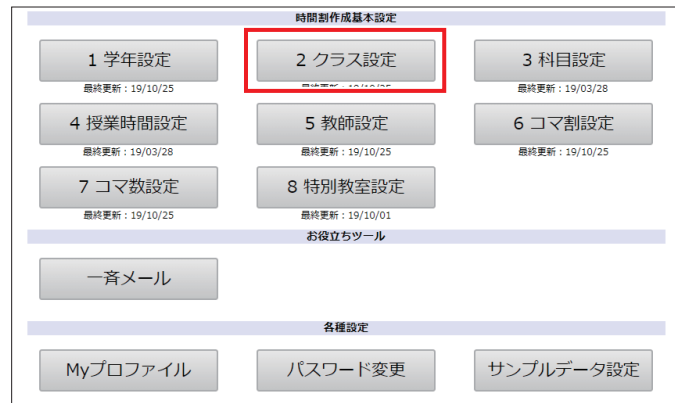 時間割作成基本設定
1 学年設定 2 クラス設定 3 科目設定
最終更新：19/10/25 最終更新：19/10/25 最終更新：19/03/28
4 授業時間設定 5 教師設定 6 コマ割設定
最終更新：19/03/28 最終更新：19/10/25 最終更新：19/10/25
7 コマ数設定 8 特別教室設定
最終更新：19/10/25 最終更新：19/10/01
お役立ちツール
一斉メール
各種設定
Myプロファイル パスワード変更 サンプルデータ設定